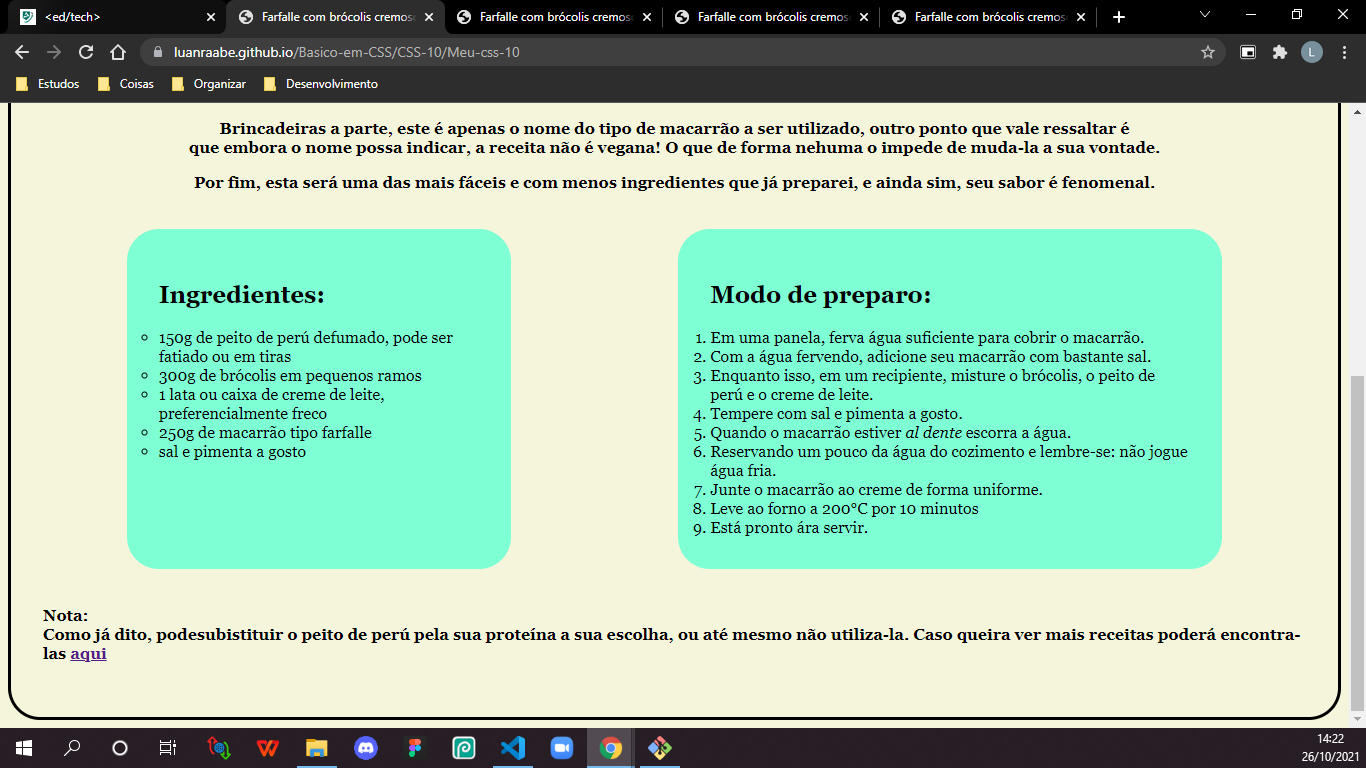 <ed/tech>
Farfalle com brócolis cremos
Farfalle com brócolis cremos
Farfalle com brócolis cremos
Farfalle com brócolis cremos
luanraabe.github.io/Basico-em-CSS/CSS-10/Meu-css-10
L
Estudos
Coisas
Organizar
Desenvolvimento
Brincadeiras a parte, este é apenas o nome do tipo de macarrão a ser utilizado, outro ponto que vale ressaltar é
que embora o nome possa indicar, a receita não é vegana! O que de forma nehuma o impede de muda-la a sua vontade.
Por fim, esta será uma das mais fáceis e com menos ingredientes que já preparei, e ainda sim, seu sabor é fenomenal.
Ingredientes:
150g de peito de perú defumado, pode ser
fatiado ou em tiras
300g de brócolis em pequenos ramos
1 lata ou caixa de creme de leite,
preferencialmente freco
250g de macarrão tipo farfalle
sal e pimenta a gosto
Modo de preparo:
1. Em uma panela, ferva água suficiente para cobrir o macarrão.
2. Com a água fervendo, adicione seu macarrão com bastante sal.
3. Enquanto isso, em um recipiente, misture o brócolis, o peito de
perú e o creme de leite.
4. Tempere com sal e pimenta a gosto.
5. Quando o macarrão estiver al dente escorra a água.
6. Reservando um pouco da água do cozimento e lembre-se: não jogue
água fria.
7. Junte o macarrão ao creme de forma uniforme.
8. Leve ao forno a 200°C por 10 minutos
9. Está pronto ára servir.
Nota:
Como já dito, podesubistituir o peito de perú pela sua proteína a sua escolha, ou até mesmo não utiliza-la. Caso queira ver mais receitas poderá encontra-
las aqui
14:22
26/10/2021